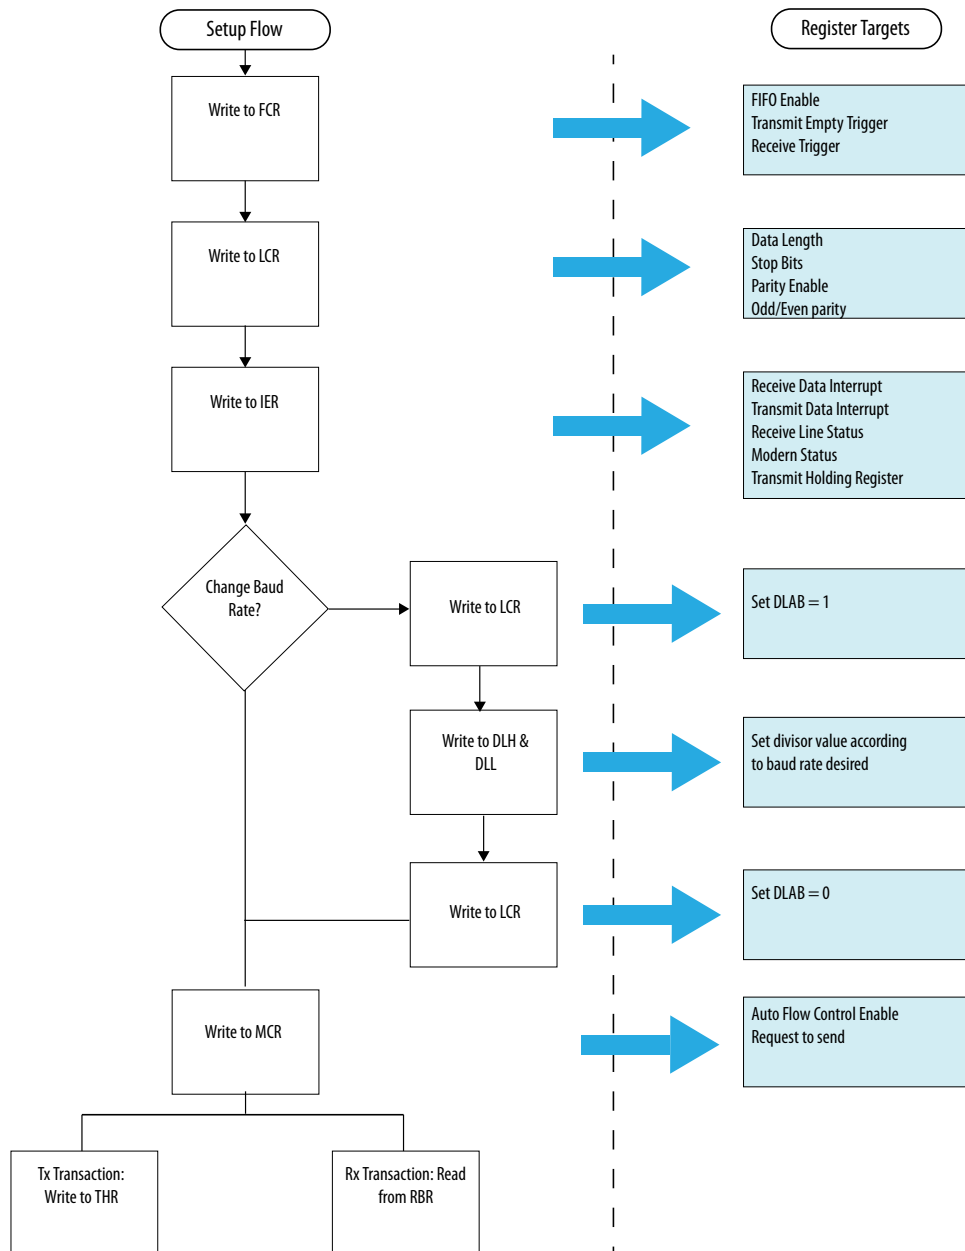 Setup Flow
Register Targets
Write to FCR
FIFO Enable
Transmit Empty Trigger
Receive Trigger
Write to LCR
Data Length
Stop Bits
Parity Enable
Odd/Even parity
Write to IER
Receive Data Interrupt
Transmit Data Interrupt
Receive Line Status
Modern Status
Transmit Holding Register
Change Baud
Rate?
Write to LCR
Set DLAB = 1
Write to DLH &
DLL
Set divisor value according
to baud rate desired
Write to LCR
Set DLAB = 0
Write to MCR
Auto Flow Control Enable
Request to send
Tx Transaction:
Write to THR
Rx Transaction: Read
from RBR